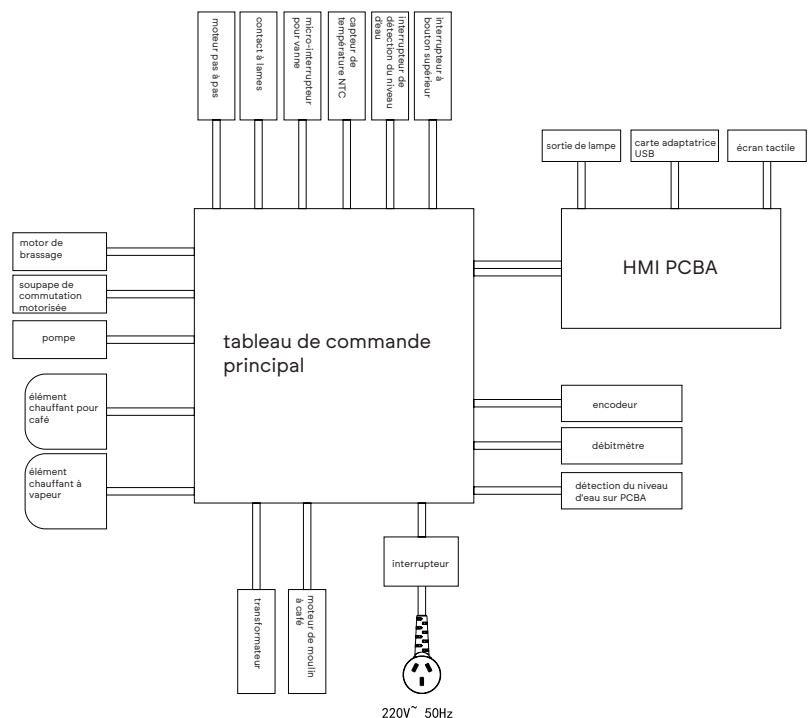 moteur pas à pas
contact à lames
micro-interrupteur
pour vanne
capteur de
température NTC
interrupteur de
détection du niveau
d'eau
interrupteur à
bouton supérieur
sortie de lampe
carte adaptatrice
USB
écran tactile
motor de
brassage
soupape de
commutation
motorisée
pompe
élément
chauffant pour
café
élément
chauffant à
vapeur
tableau de commande
principal
HMI PCBA
encodeur
débitmètre
détection du niveau
d'eau sur PCBA
interrupteur
transformateur
moteur de moulin
à café
220V~ 50Hz